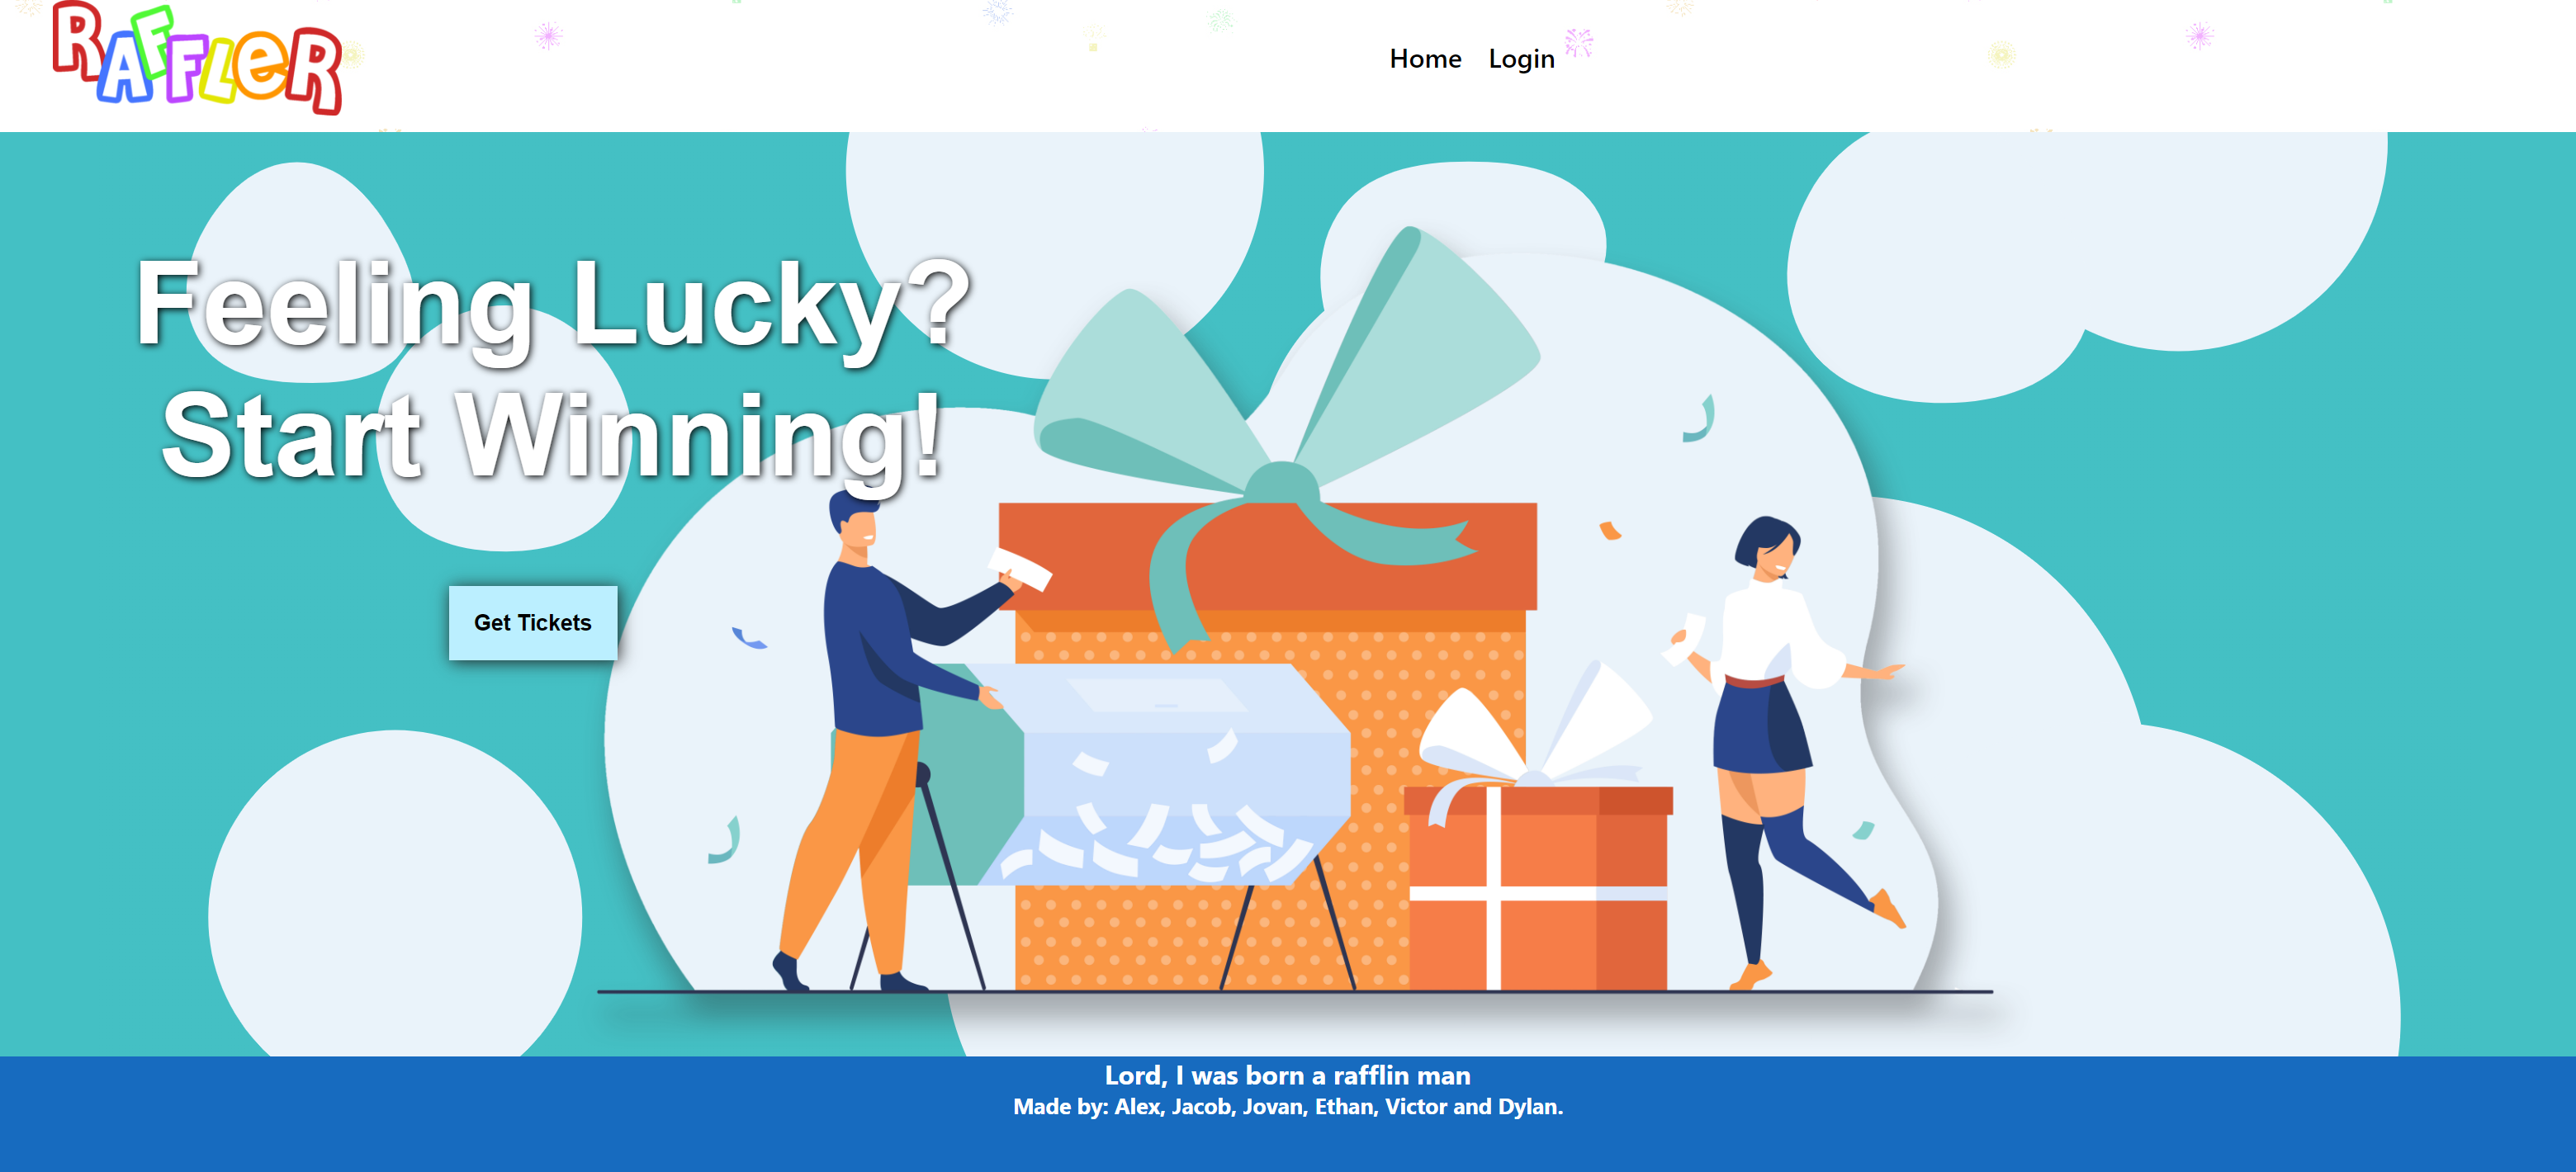 RAFFLER
Home Login
Feeling Lucky?
Start Winning!
Get Tickets
Lord, I was born a rafflin man
Made by: Alex, Jacob, Jovan, Ethan, Victor and Dylan.